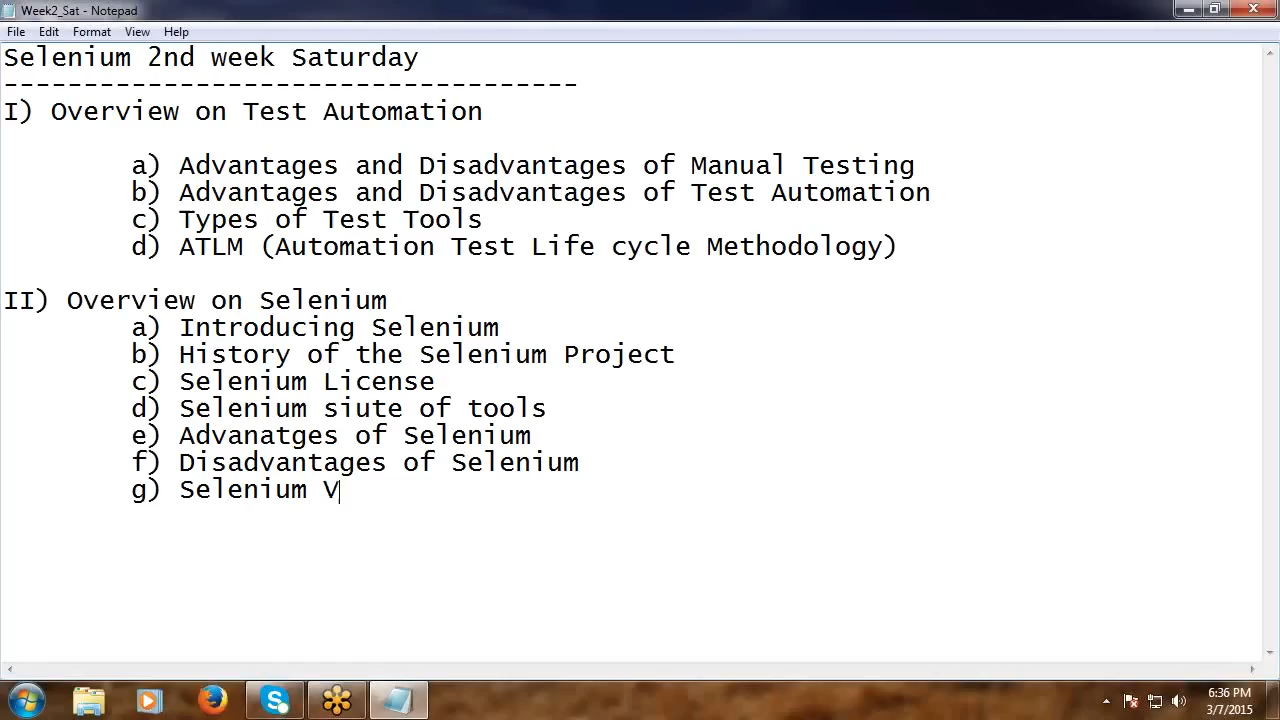 Week2_Sat - Notepad
File Edit Format View Help
Selenium 2nd week Saturday
------------------------------------
I) Overview on Test Automation
a) Advantages and Disadvantages of Manual Testing
b) Advantages and Disadvantages of Test Automation
c) Types of Test Tools
d) ATLM (Automation Test Life cycle Methodology)
II) Overview on Selenium
a) Introducing Selenium
b) History of the Selenium Project
c) Selenium License
d) Selenium siute of tools
e) Advanatges of Selenium
f) Disadvantages of Selenium
g) Selenium V
6:36 PM
3/7/2015